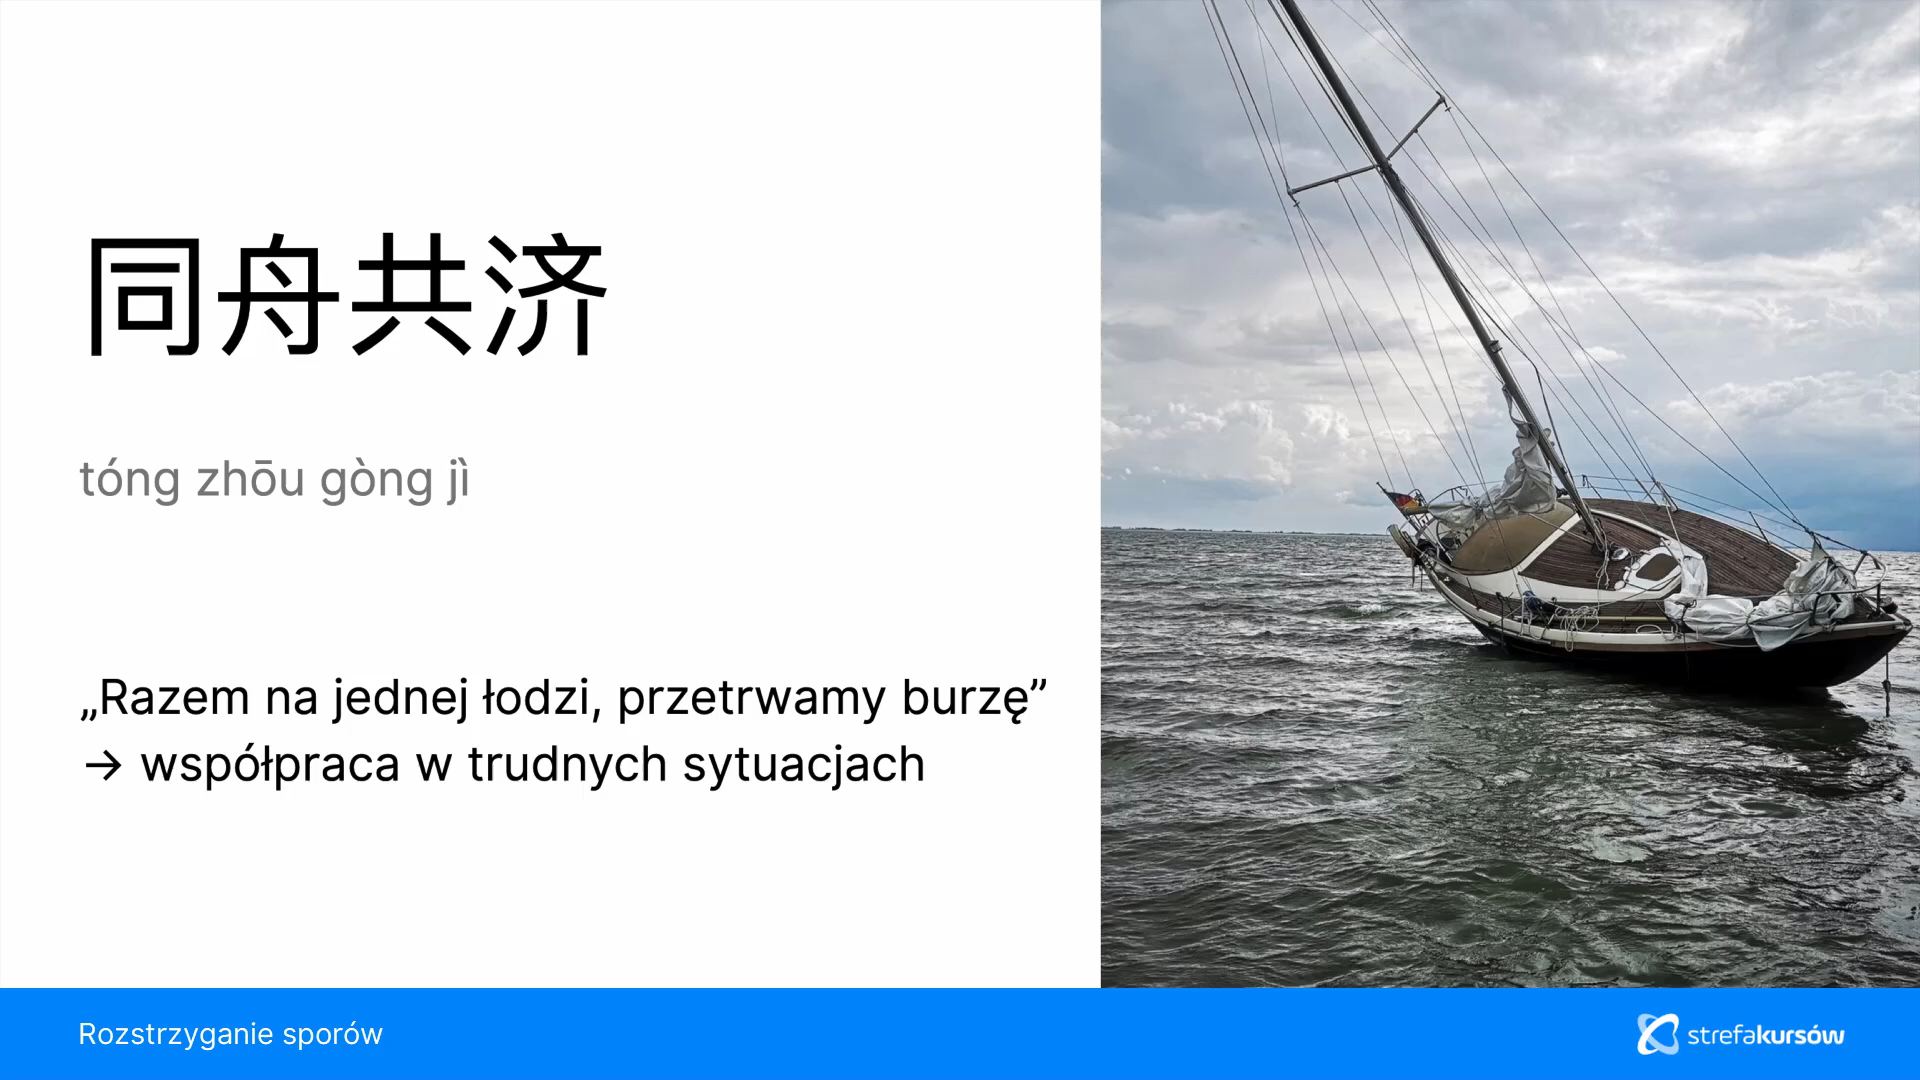 同舟共济
tóng zhōu gòng jì
„Razem na jednej łodzi, przetrwamy burzę”
→ współpraca w trudnych sytuacjach
Rozstrzyganie sporów
strefakursów